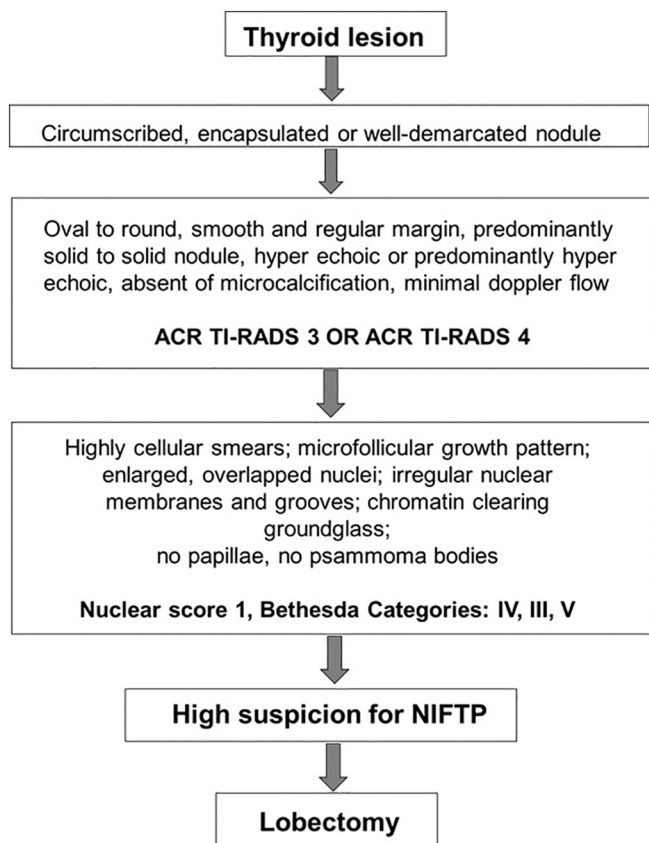 Thyroid lesion
Circumscribed, encapsulated or well-demarcated nodule
Oval to round, smooth and regular margin, predominantly
solid to solid nodule, hyper echoic or predominantly hyper
echoic, absent of microcalcification, minimal doppler flow
ACR TI-RADS 3 OR ACR TI-RADS 4
Highly cellular smears; microfollicular growth pattern;
enlarged, overlapped nuclei; irregular nuclear
membranes and grooves; chromatin clearing
groundglass;
no papillae, no psammoma bodies
Nuclear score 1, Bethesda Categories: IV, III, V
High suspicion for NIFTP
Lobectomy